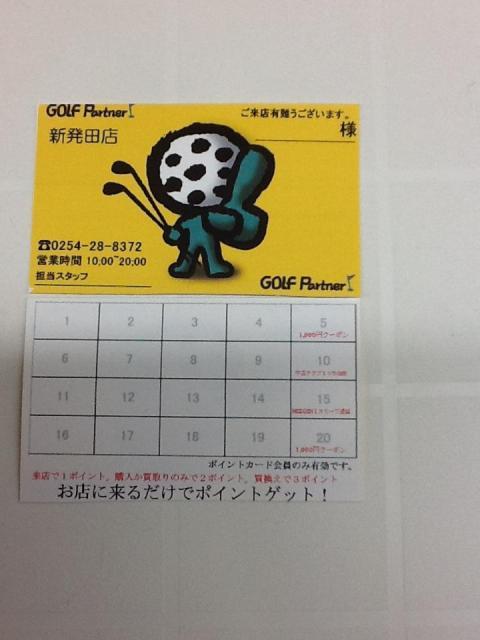 GOLF Partner
ご来店有難うございます。
新発田店
様
☎0254-28-8372
営業時間 10:00~20:00
担当スタッフ
GOLF Partner
1 2 3 4 5
1,000円クーポン
6 7 8 9 10
11 12 13 14 15
16 17 18 19 20
1,000円クーポン
ポイントカード会員のみ有効です。
来店で1ポイント。購入か買取りのみで2ポイント。買換えで3ポイント
お店に来るだけでポイントゲット！